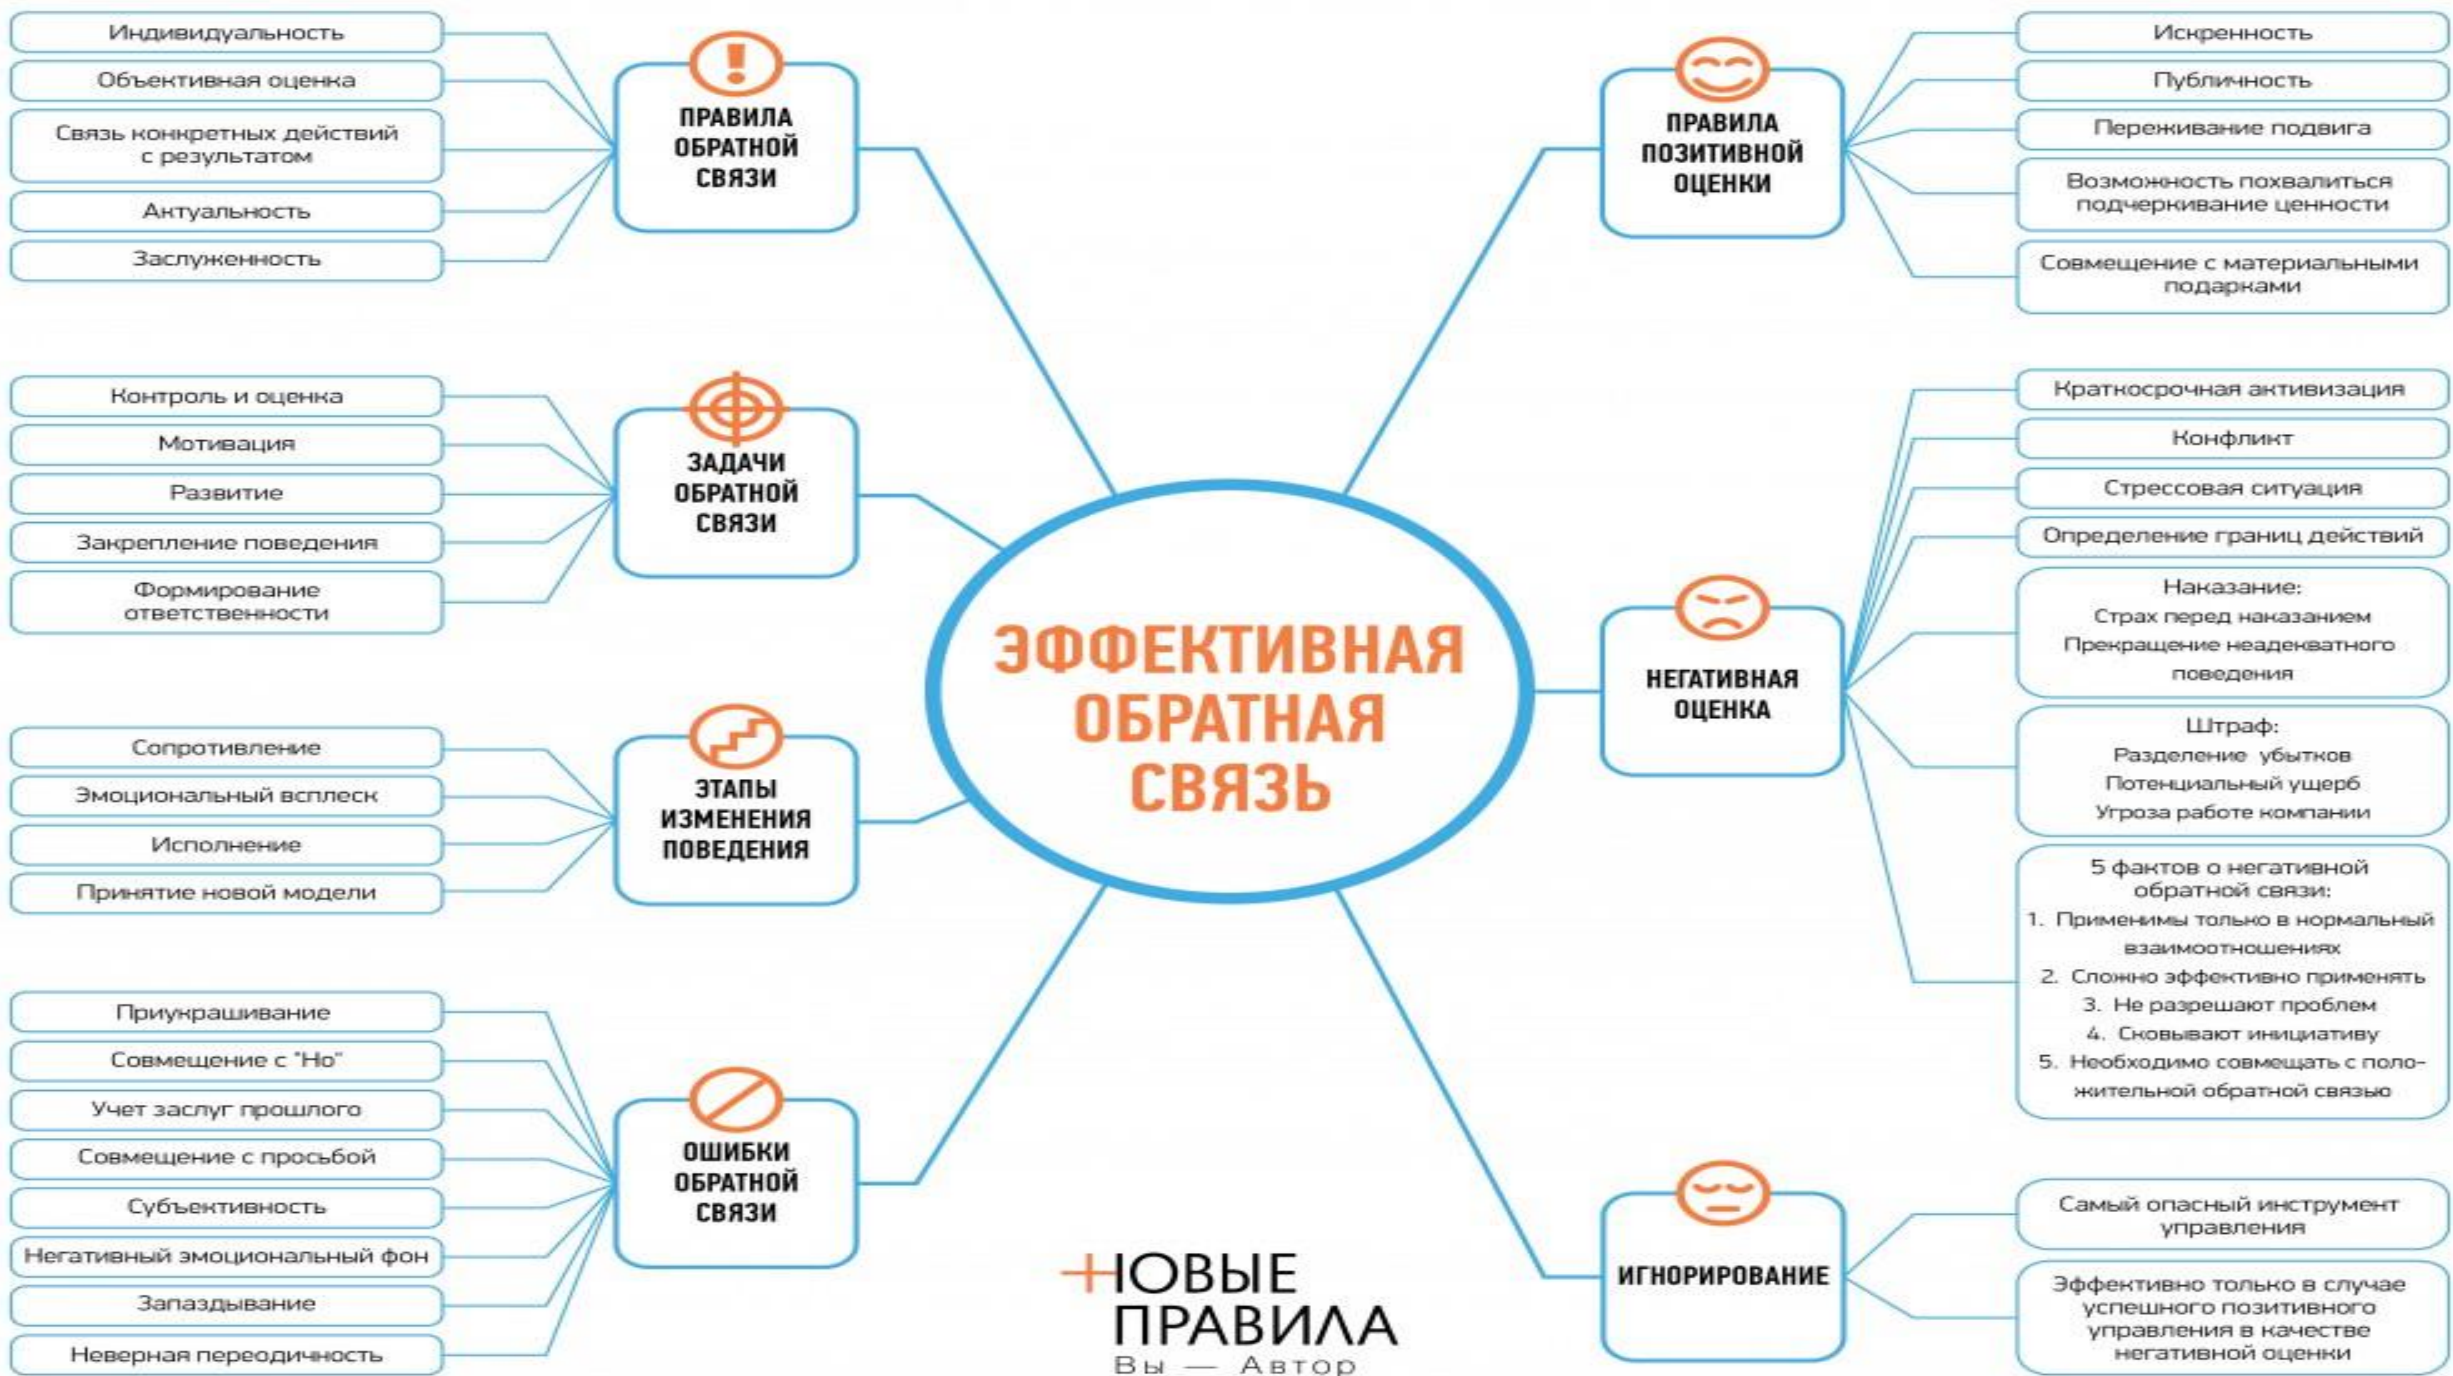 Индивидуальность
Объективная оценка
Связь конкретных действий
с результатом
Актуальность
Заслуженность
ПРАВИЛА
ОБРАТНОЙ
СВЯЗИ
Контроль и оценка
Мотивация
Развитие
Закрепление поведения
Формирование
ответственности
ЗАДАЧИ
ОБРАТНОЙ
СВЯЗИ
Сопротивление
Эмоциональный всплеск
Исполнение
Принятие новой модели
ЭТАПЫ
ИЗМЕНЕНИЯ
ПОВЕДЕНИЯ
Приукрашивание
Совмещение с "Но"
Учет заслуг прошлого
Совмещение с просьбой
Субъективность
Негативный эмоциональный фон
Запаздывание
Неверная переодичность
ОШИБКИ
ОБРАТНОЙ
СВЯЗИ
ЭФФЕКТИВНАЯ
ОБРАТНАЯ
СВЯЗЬ
ПРАВИЛА
ПОЗИТИВНОЙ
ОЦЕНКИ
Искренность
Публичность
Переживание подвига
Возможность похвалиться
подчеркивание ценности
Совмещение с материальными
подарками
НЕГАТИВНАЯ
ОЦЕНКА
Краткосрочная активизация
Конфликт
Стрессовая ситуация
Определение границ действий
Наказание:
Страх перед наказанием
Прекращение неадекватного
поведения
Штраф:
Разделение убытков
Потенциальный ущерб
Угроза работе компании
5 фактов о негативной
обратной связи:
1. Применимы только в нормальный
взаимоотношениях
2. Сложно эффективно применять
3. Не разрешают проблем
4. Сковывают инициативу
5. Необходимо совмещать с поло-
жительной обратной связью
ИГНОРИРОВАНИЕ
Самый опасный инструмент
управления
Эффективно только в случае
успешного позитивного
управления в качестве
негативной оценки
НОВЫЕ
ПРАВИЛА
Вы — Автор